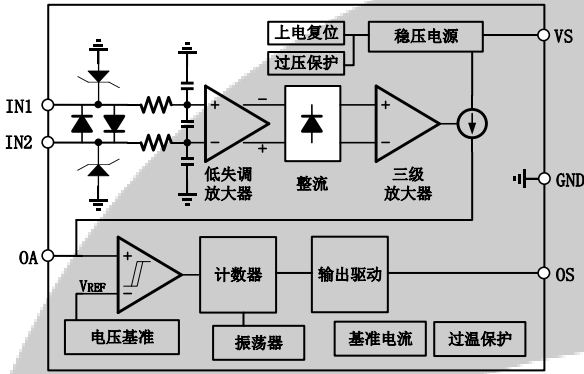 上电复位
稳压电源
VS
过压保护
IN1
IN2
+
−
−
+
+
−
低失调
放大器
整流
三级
放大器
GND
OA
+
VREF
−
计数器
输出驱动
OS
电压基准
振荡器
基准电流
过温保护